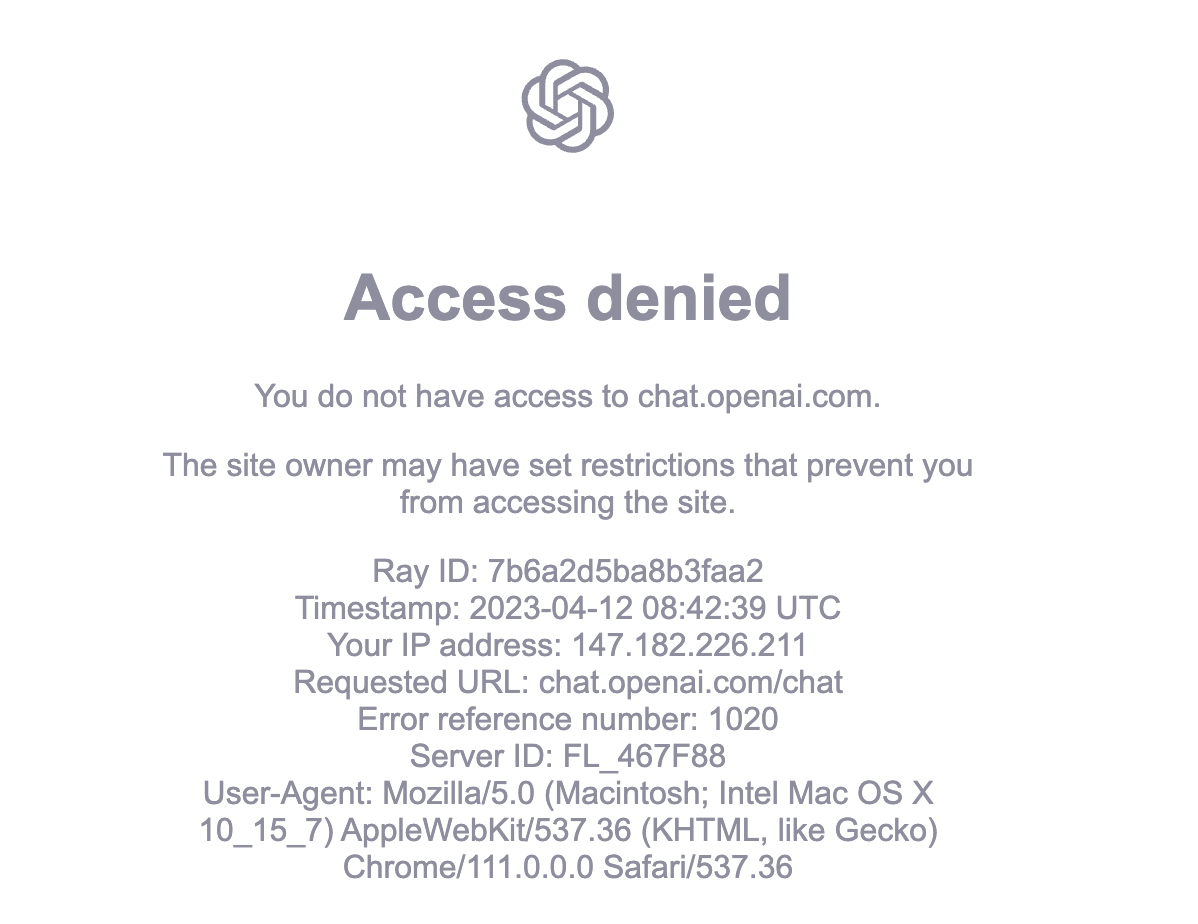 Access denied
You do not have access to chat.openai.com.
The site owner may have set restrictions that prevent you
from accessing the site.
Ray ID: 7b6a2d5ba8b3faa2
Timestamp: 2023-04-12 08:42:39 UTC
Your IP address: 147.182.226.211
Requested URL: chat.openai.com/chat
Error reference number: 1020
Server ID: FL_467F88
User-Agent: Mozilla/5.0 (Macintosh; Intel Mac OS X
10_15_7) AppleWebKit/537.36 (KHTML, like Gecko)
Chrome/111.0.0.0 Safari/537.36